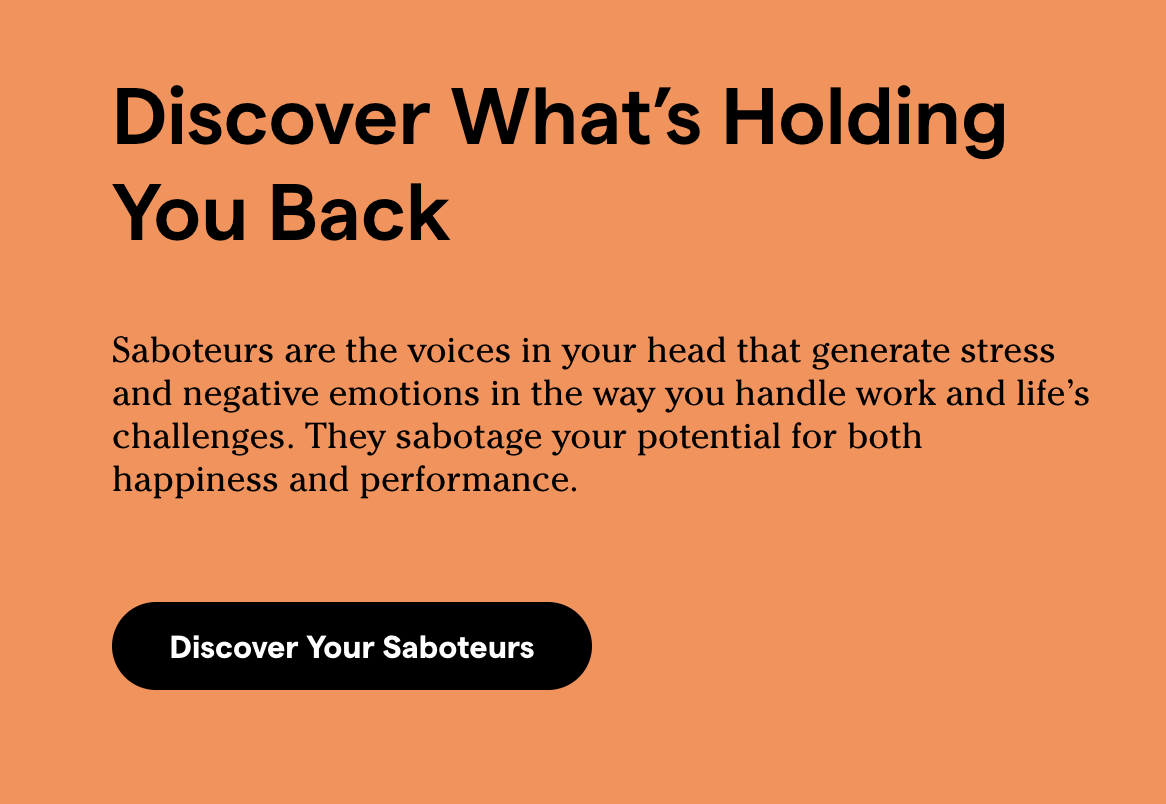 Discover What’s Holding
You Back
Saboteurs are the voices in your head that generate stress
and negative emotions in the way you handle work and life’s
challenges. They sabotage your potential for both
happiness and performance.
Discover Your Saboteurs